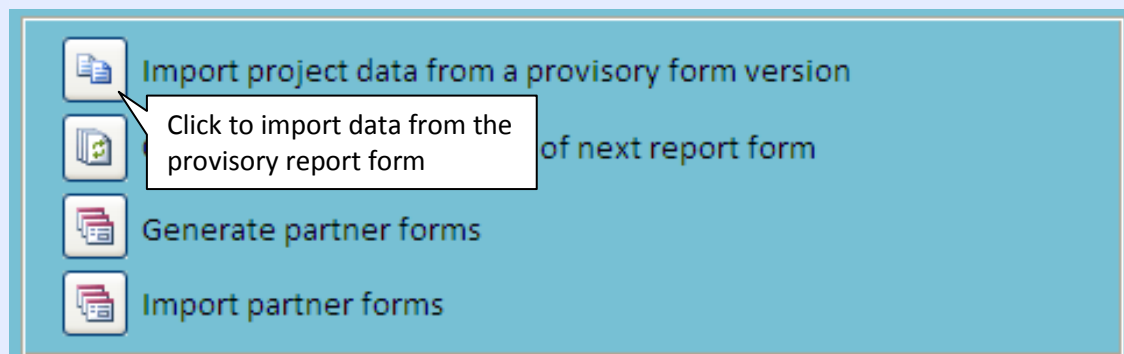 Import project data from a provisory form version
Click to import data from the
provisory report form
of next report form
Generate partner forms
Import partner forms